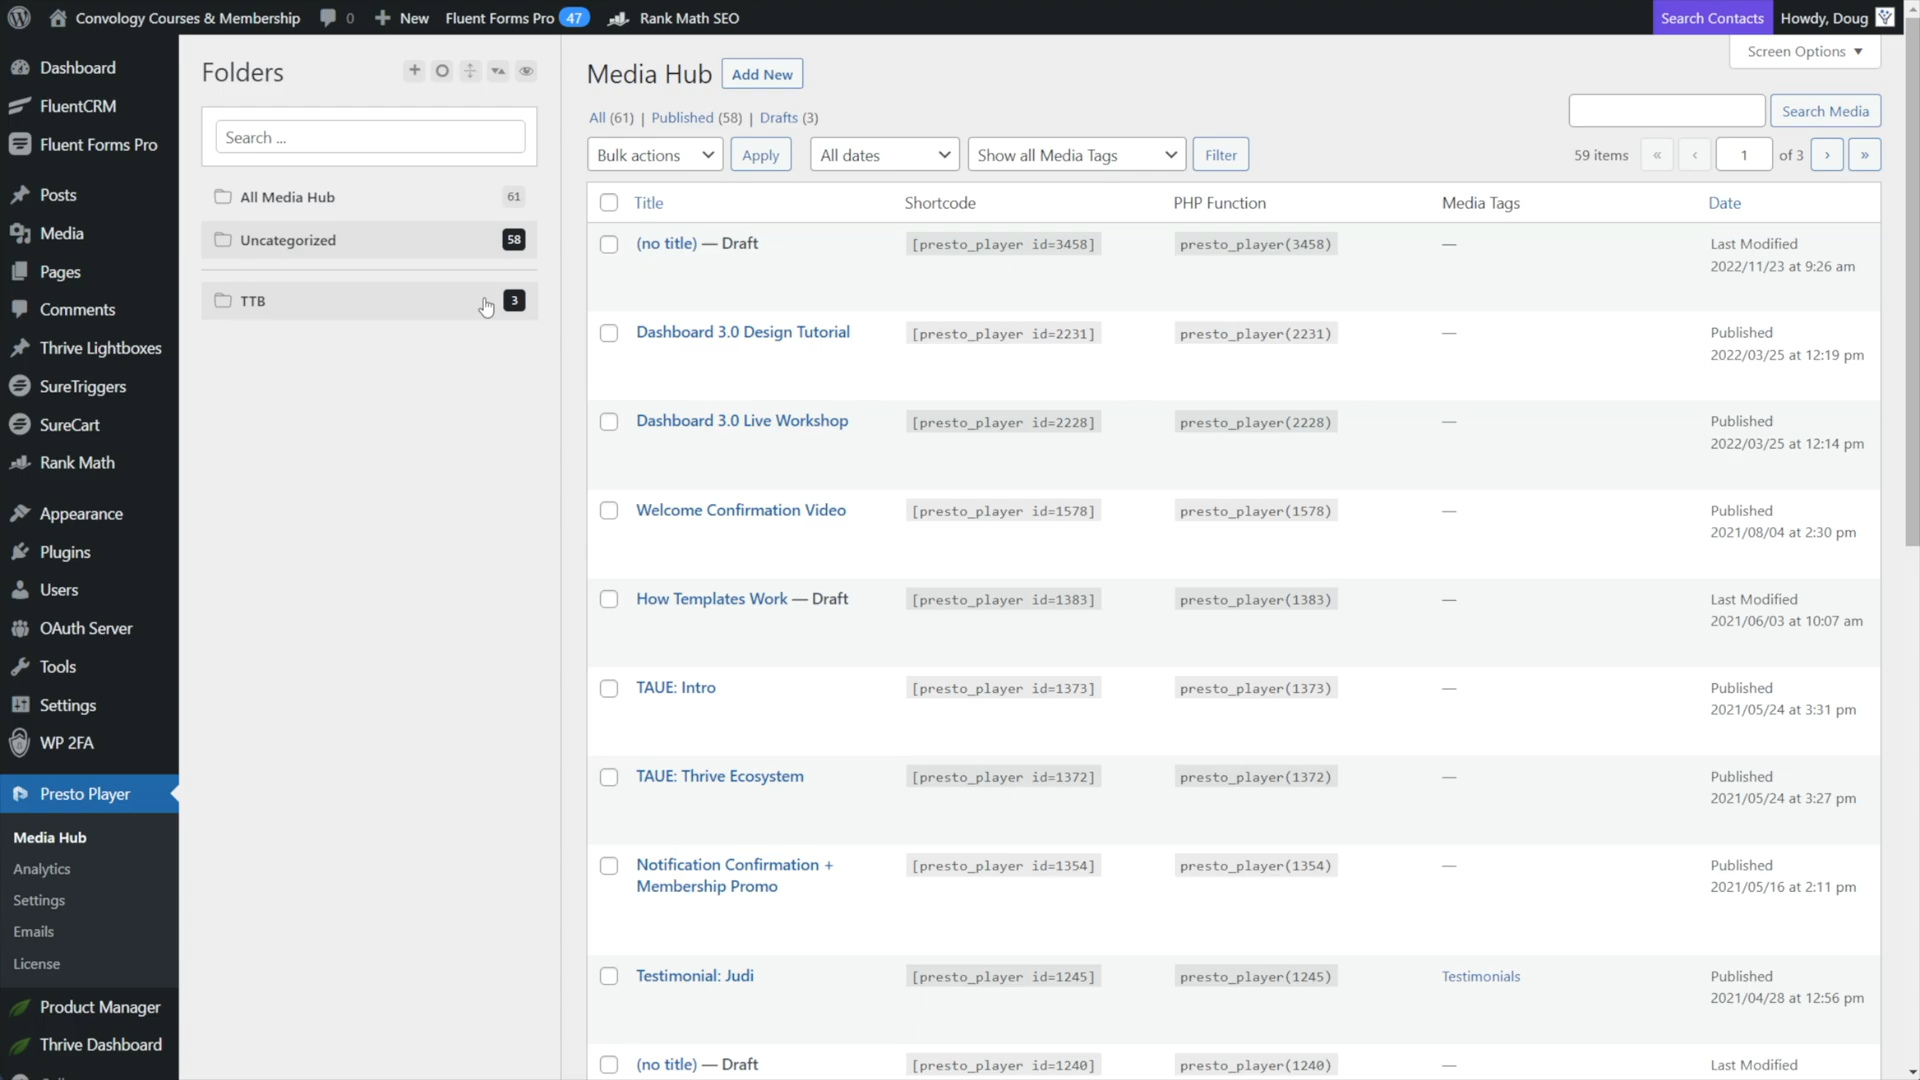 Convology Courses & Membership 0 New Fluent Forms Pro 47 Rank Math SEO Search Contacts Howdy, Doug
Screen Options
Dashboard
FluentCRM
Fluent Forms Pro
Posts
Media
Pages
Comments
Thrive Lightboxes
SureTriggers
SureCart
Rank Math
Appearance
Plugins
Users
OAuth Server
Tools
Settings
WP 2FA
Presto Player
Media Hub
Analytics
Settings
Emails
License
Product Manager
Thrive Dashboard
Folders
Search ...
All Media Hub 61
Uncategorized 58
TTB 3
Media Hub Add New
All (61) | Published (58) | Drafts (3)
Search Media
Bulk actions Apply All dates Show all Media Tags Filter 59 items « ‹ 1 of 3 › »
Title Shortcode PHP Function Media Tags Date
(no title) — Draft [presto_player id=3458] presto_player(3458) — Last Modified
2022/11/23 at 9:26 am
Dashboard 3.0 Design Tutorial [presto_player id=2231] presto_player(2231) — Published
2022/03/25 at 12:19 pm
Dashboard 3.0 Live Workshop [presto_player id=2228] presto_player(2228) — Published
2022/03/25 at 12:14 pm
Welcome Confirmation Video [presto_player id=1578] presto_player(1578) — Published
2021/08/04 at 2:30 pm
How Templates Work — Draft [presto_player id=1383] presto_player(1383) — Last Modified
2021/06/03 at 10:07 am
TAUE: Intro [presto_player id=1373] presto_player(1373) — Published
2021/05/24 at 3:31 pm
TAUE: Thrive Ecosystem [presto_player id=1372] presto_player(1372) — Published
2021/05/24 at 3:27 pm
Notification Confirmation + [presto_player id=1354] presto_player(1354) — Published
Membership Promo 2021/05/16 at 2:11 pm
Testimonial: Judi [presto_player id=1245] presto_player(1245) Testimonials Published
2021/04/28 at 12:56 pm
(no title) — Draft [presto_player id=1240] presto_player(1240) — Last Modified